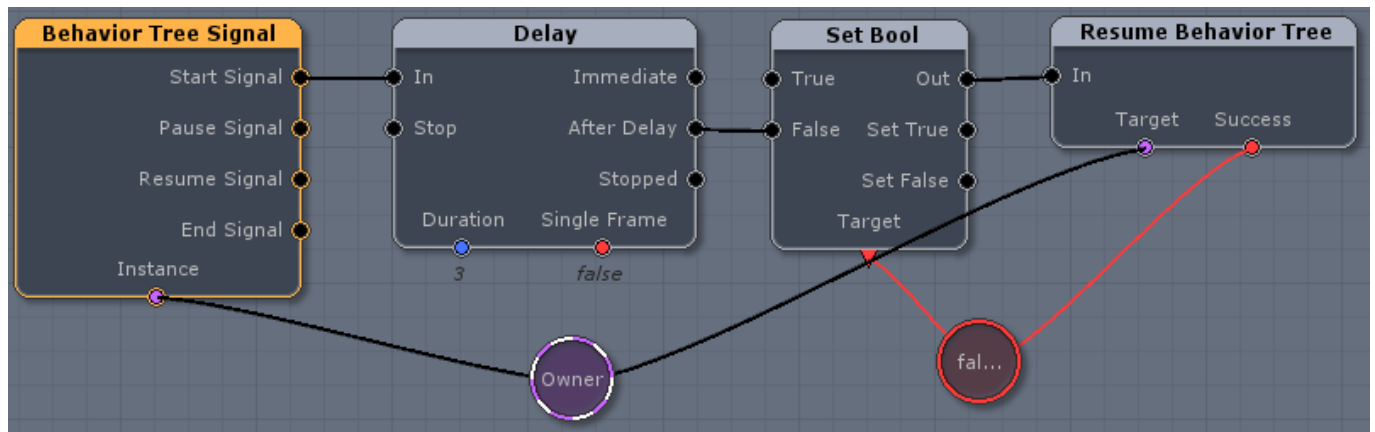 Behavior Tree Signal
Start Signal
Pause Signal
Resume Signal
End Signal
Instance
Delay
In Immediate
Stop After Delay
Stopped
Duration Single Frame
3 false
Set Bool
True Out
False Set True
Set False
Target
Resume Behavior Tree
In
Target Success
Owner
fal...